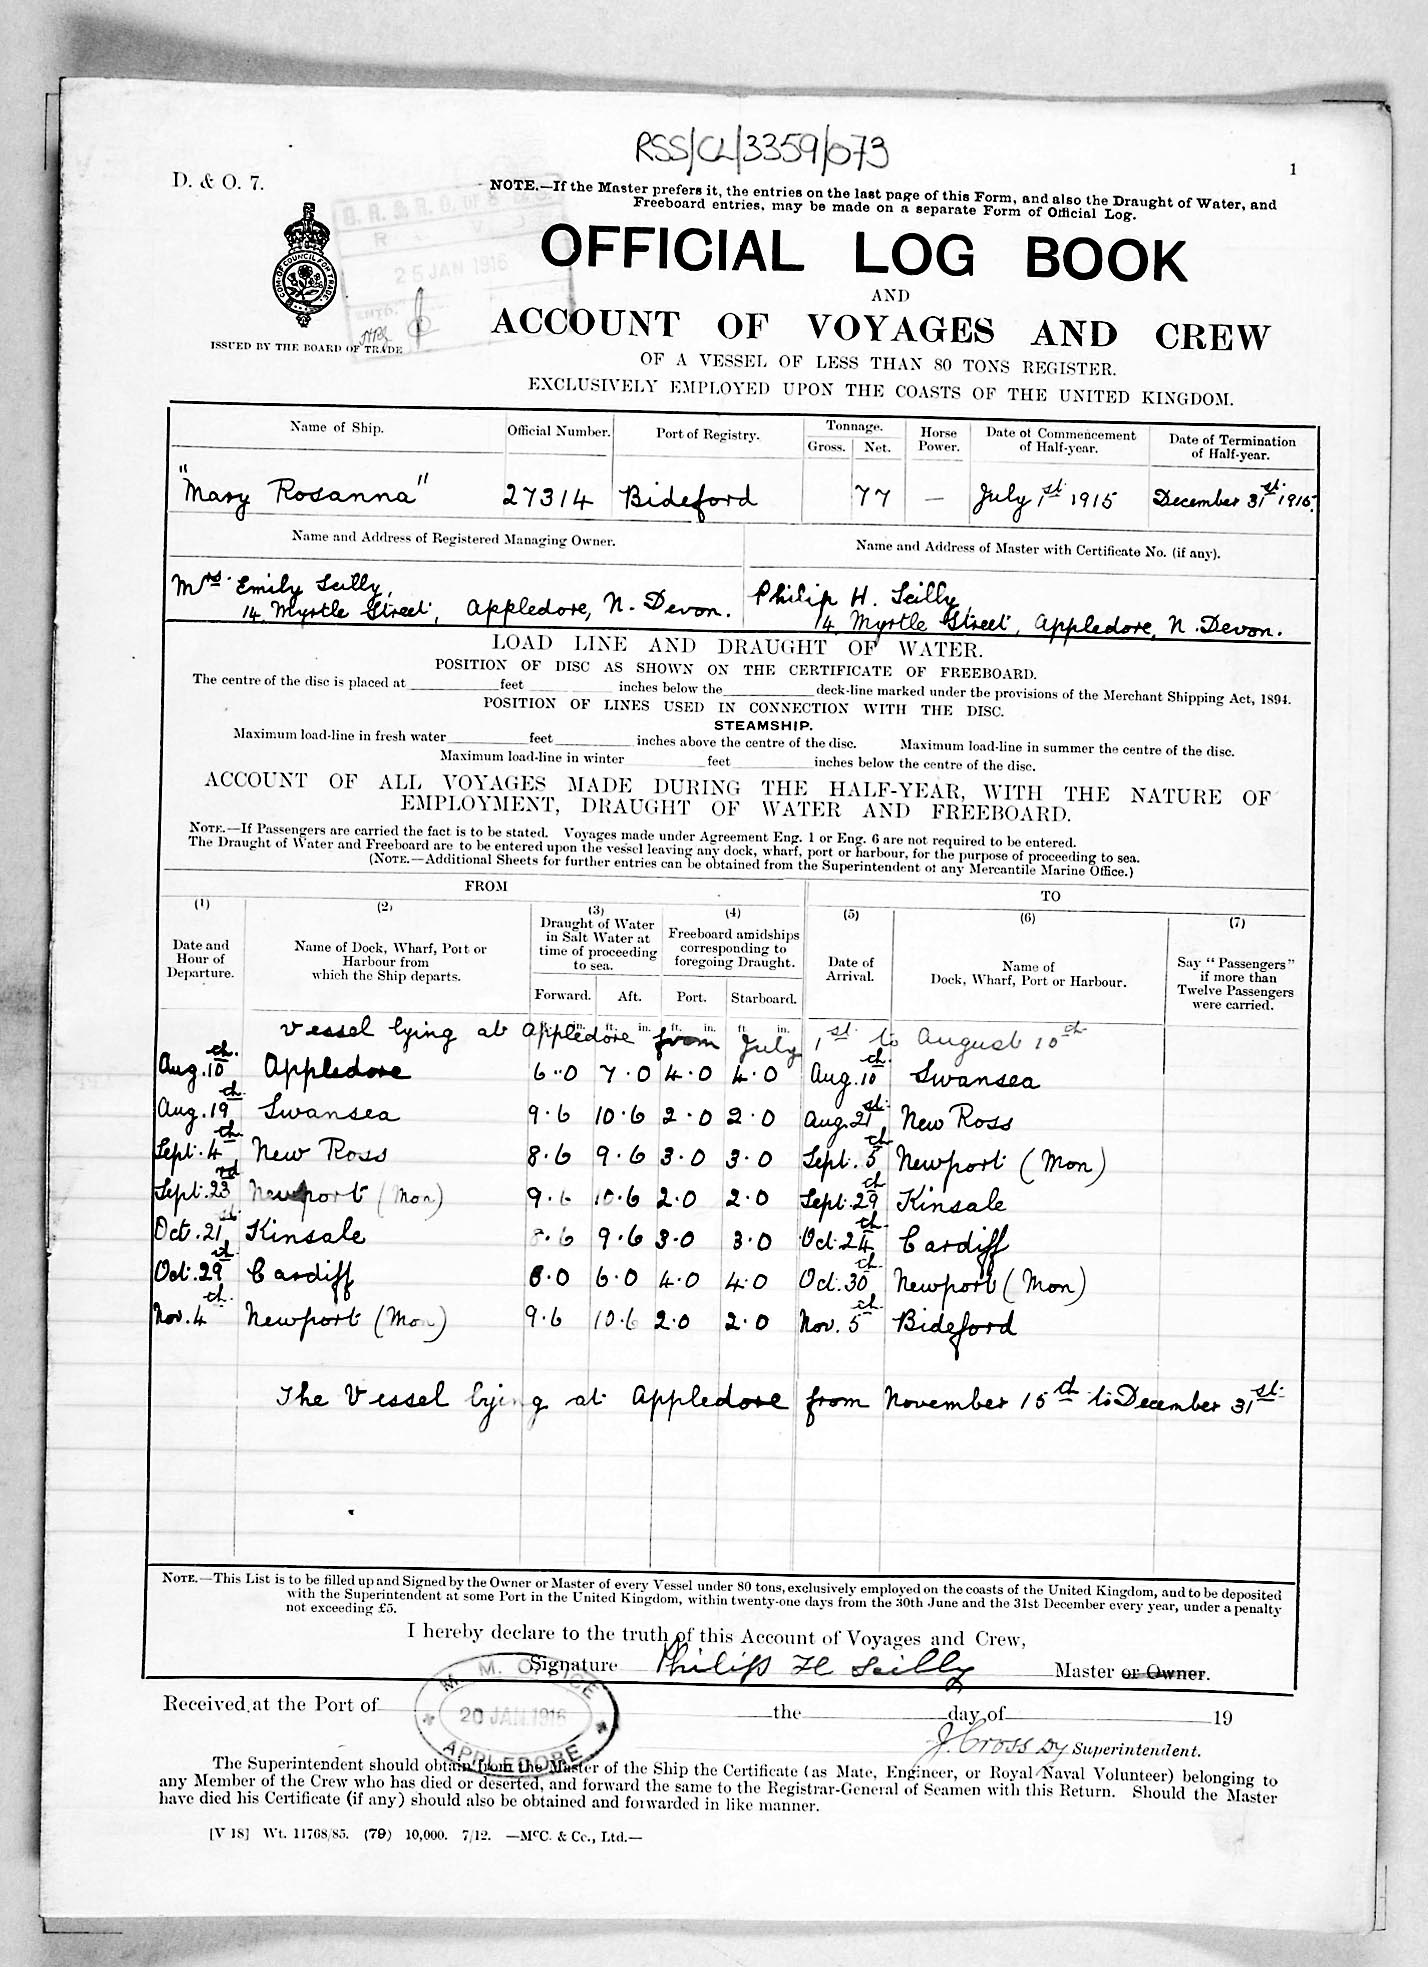 RSS/CL/3359/073
1
D. & O. 7.
NOTE.—If the Master prefers it, the entries on the last page of this Form, and also the Draught of Water, and
Freeboard entries, may be made on a separate Form of Official Log.
25 JAN 1916
OFFICIAL LOG BOOK
AND
ACCOUNT OF VOYAGES AND CREW
ISSUED BY THE BOARD OF TRADE
OF A VESSEL OF LESS THAN 80 TONS REGISTER.
EXCLUSIVELY EMPLOYED UPON THE COASTS OF THE UNITED KINGDOM.
Name of Ship. Official Number. Port of Registry. Tonnage. Gross. Net. Horse Power. Date of Commencement of Half-year. Date of Termination of Half-year.
"Mary Rosanna" 27314 Bideford 77 — July 1st 1915 December 31st 1915.
Name and Address of Registered Managing Owner. Name and Address of Master with Certificate No. (if any).
Mrs. Emily Scilly, Philip H. Scilly,
14 Myrtle Street, Appledore, N. Devon. 14, Myrtle Street, Appledore, N. Devon.
LOAD LINE AND DRAUGHT OF WATER.
POSITION OF DISC AS SHOWN ON THE CERTIFICATE OF FREEBOARD.
The centre of the disc is placed at feet inches below the deck-line marked under the provisions of the Merchant Shipping Act, 1894.
POSITION OF LINES USED IN CONNECTION WITH THE DISC.
STEAMSHIP.
Maximum load-line in fresh water feet inches above the centre of the disc. Maximum load-line in summer the centre of the disc.
Maximum load-line in winter feet inches below the centre of the disc.
ACCOUNT OF ALL VOYAGES MADE DURING THE HALF-YEAR, WITH THE NATURE OF
EMPLOYMENT, DRAUGHT OF WATER AND FREEBOARD.
NOTE.—If Passengers are carried the fact is to be stated. Voyages made under Agreement Eng. 1 or Eng. 6 are not required to be entered.
The Draught of Water and Freeboard are to be entered upon the vessel leaving any dock, wharf, port or harbour, for the purpose of proceeding to sea.
(NOTE.—Additional Sheets for further entries can be obtained from the Superintendent of any Mercantile Marine Office.)
FROM TO
(1) (2) (3) (4) (5) (6) (7)
Date and Hour of Departure.
Name of Dock, Wharf, Port or Harbour from which the Ship departs.
Draught of Water in Salt Water at time of proceeding to sea.
Freeboard amidships corresponding to foregoing Draught.
Date of Arrival.
Name of Dock, Wharf, Port or Harbour.
Say "Passengers" if more than Twelve Passengers were carried.
Forward. Aft. Port. Starboard.
Vessel lying at Appledore from July 1st to August 10th
Aug. 10th Appledore 6·0 7·0 4·0 4·0 Aug. 10th Swansea
Aug. 19th Swansea 9·6 10·6 2·0 2·0 Aug. 21st New Ross
Sept. 4th New Ross 8·6 9·6 3·0 3·0 Sept. 5th Newport (Mon)
Sept. 23rd Newport (Mon) 9·6 10·6 2·0 2·0 Sept. 29th Kinsale
Oct. 21st Kinsale 8·6 9·6 3·0 3·0 Oct. 24th Cardiff
Oct. 29th Cardiff 6·0 4·0 4·0 Oct. 30th Newport (Mon)
Nov. 4th Newport (Mon) 9·6 10·6 2·0 2·0 Nov. 5th Bideford
The Vessel lying at Appledore from November 15th to December 31st.
NOTE.—This List is to be filled up and Signed by the Owner or Master of every Vessel under 80 tons, exclusively employed on the coasts of the United Kingdom, and to be deposited
with the Superintendent at some Port in the United Kingdom, within twenty-one days from the 30th June and the 31st December every year, under a penalty
not exceeding £5.
I hereby declare to the truth of this Account of Voyages and Crew,
Signature Philip H Scilly Master or Owner.
M. M. OFFICE
20 JAN. 1916
APPLEDORE
Received at the Port of the day of 19
J. Cross Dy Superintendent.
The Superintendent should obtain from the Master of the Ship the Certificate (as Mate, Engineer, or Royal Naval Volunteer) belonging to
any Member of the Crew who has died or deserted, and forward the same to the Registrar-General of Seamen with this Return. Should the Master
have died his Certificate (if any) should also be obtained and forwarded in like manner.
[V 18] Wt. 11768/85. (79) 10,000. 7/12. —McC. & Co., Ltd.—